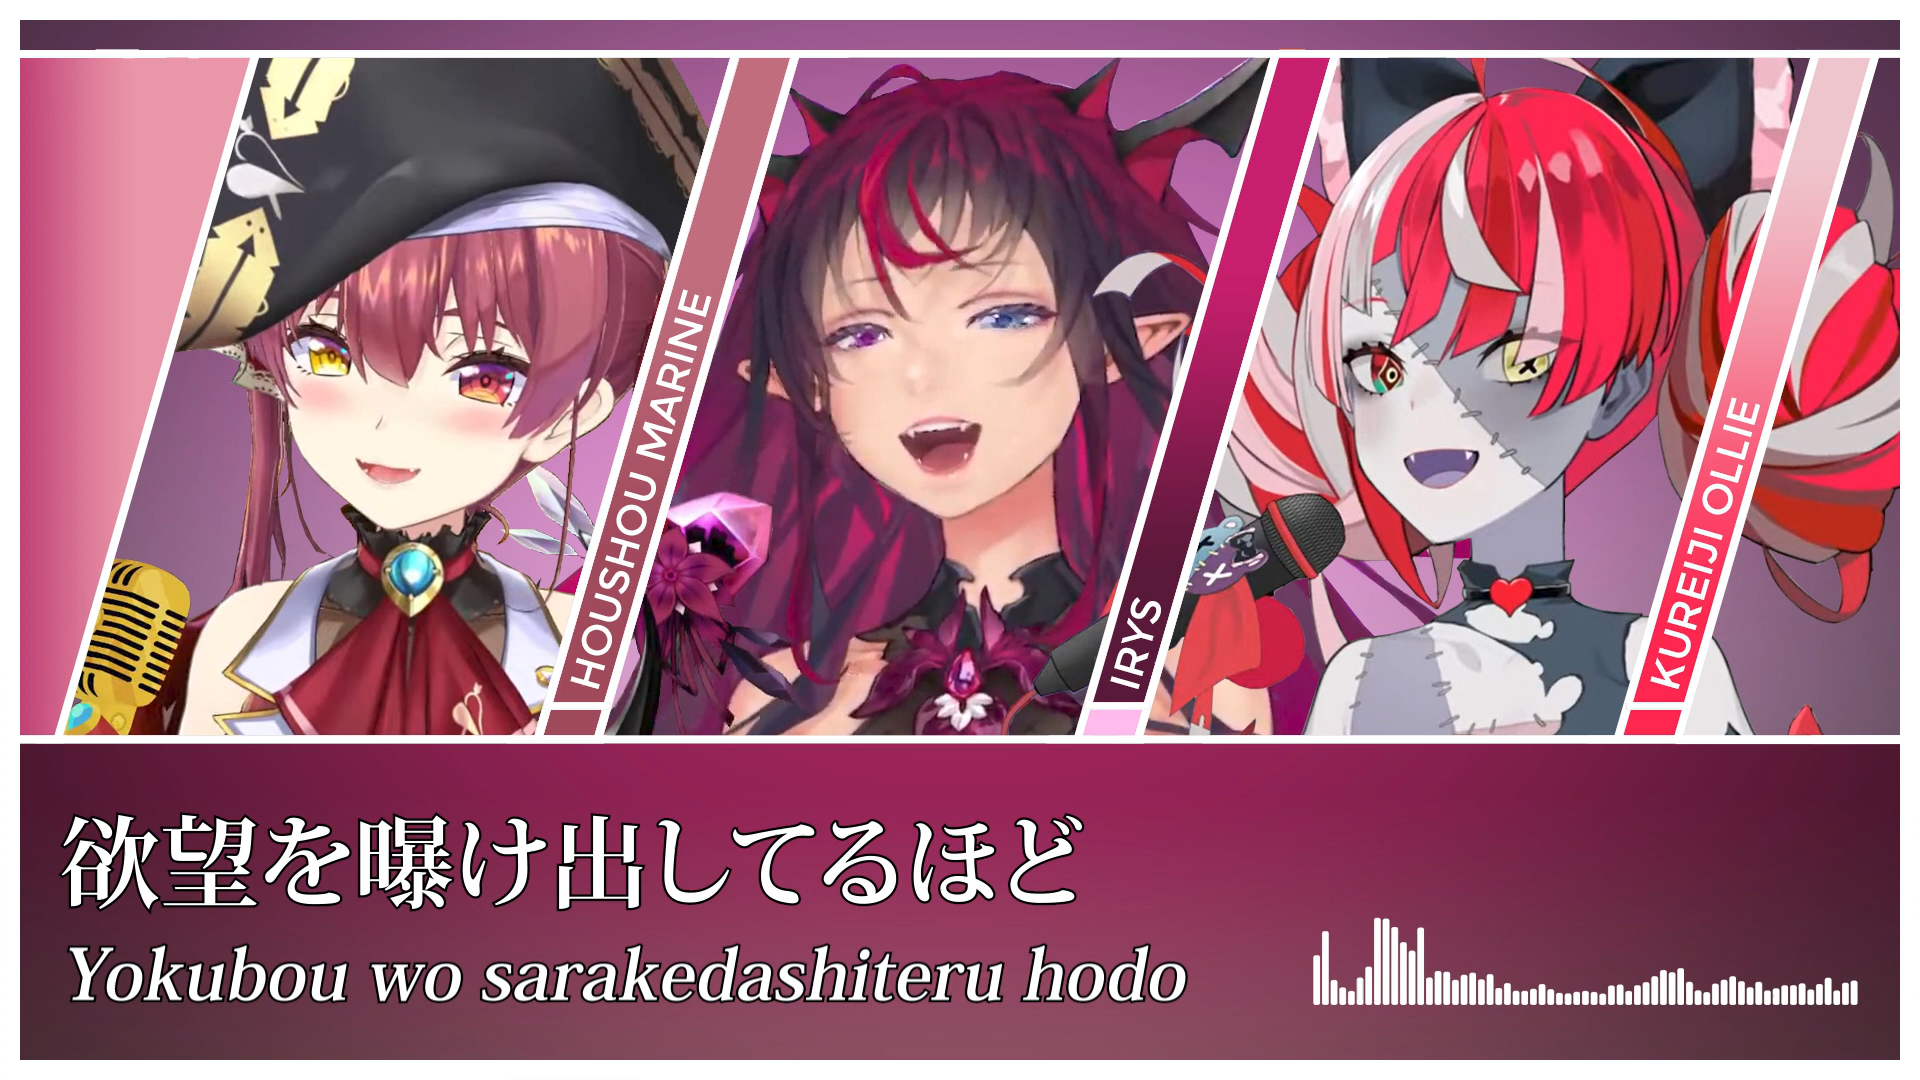 HOUSHOU MARINE
IRYS
KUREIJI OLLIE
欲望を曝け出してるほど
Yokubou wo sarakedashiteru hodo